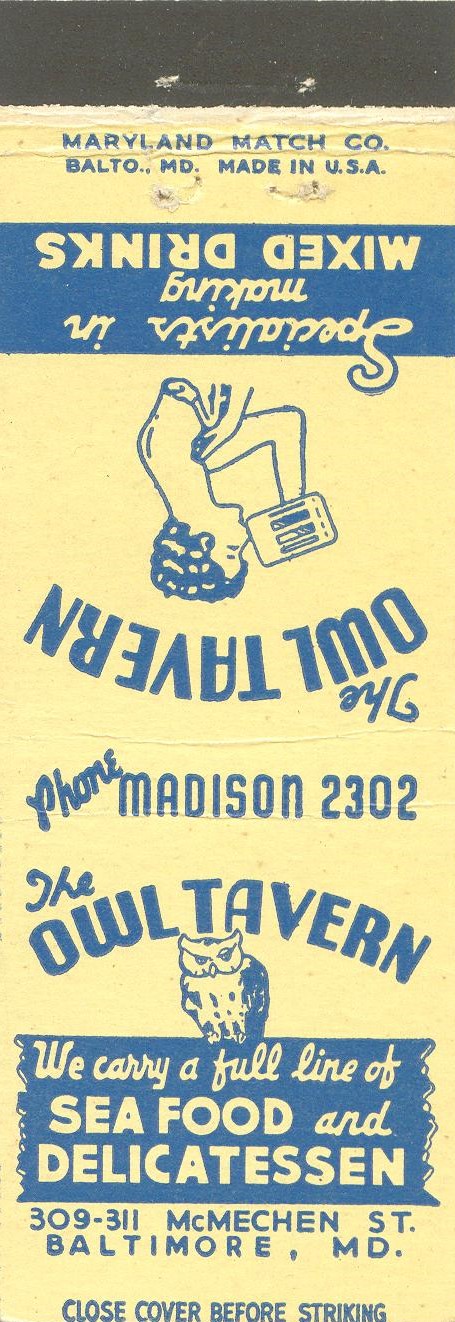 MARYLAND MATCH CO.
BALTO., MD. MADE IN U.S.A.
The
OWL TAVERN
Specialists in
making
MIXED DRINKS
Phone MADISON 2302
The
OWL TAVERN
We carry a full line of
SEA FOOD and
DELICATESSEN
309-311 McMECHEN ST.
BALTIMORE, MD.
CLOSE COVER BEFORE STRIKING